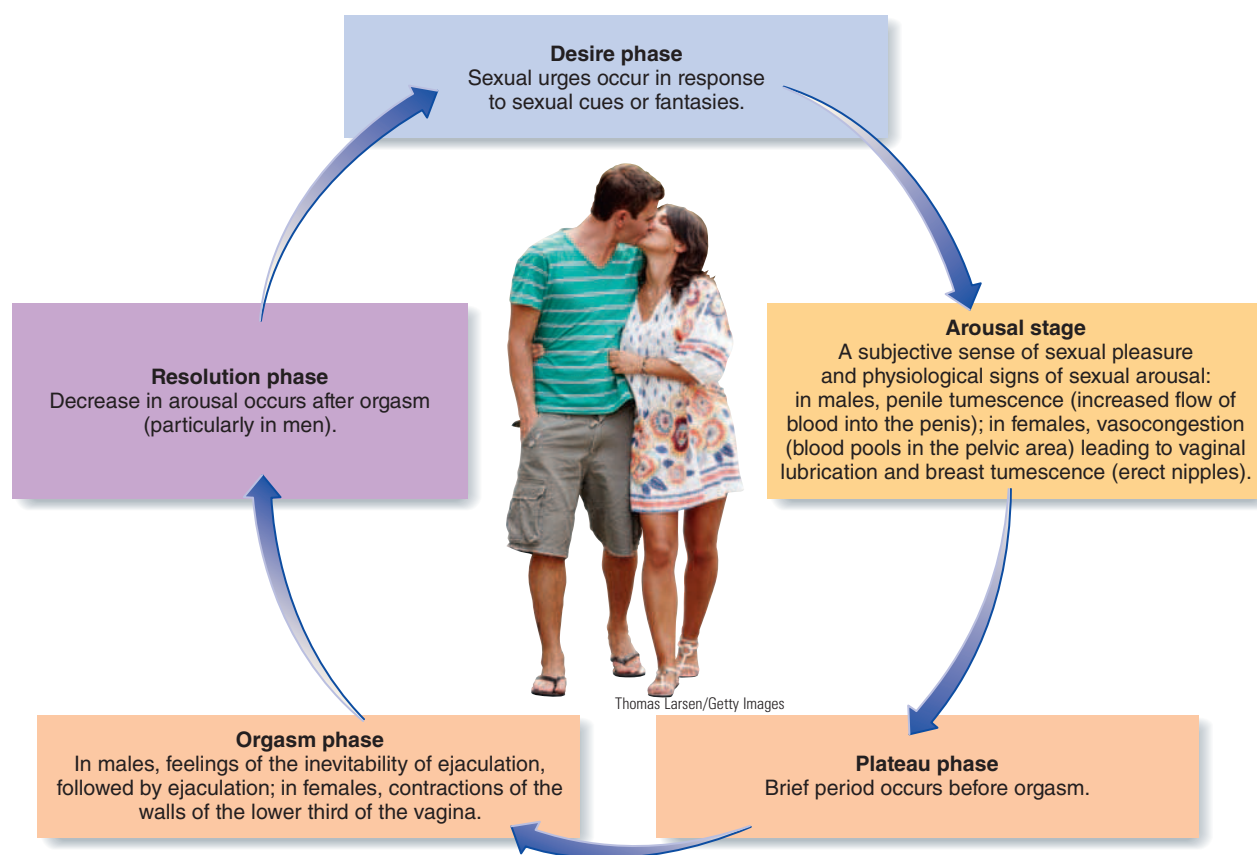 Desire phase
Sexual urges occur in response
to sexual cues or fantasies.
Arousal stage
A subjective sense of sexual pleasure
and physiological signs of sexual arousal:
in males, penile tumescence (increased flow of
blood into the penis); in females, vasocongestion
(blood pools in the pelvic area) leading to vaginal
lubrication and breast tumescence (erect nipples).
Plateau phase
Brief period occurs before orgasm.
Orgasm phase
In males, feelings of the inevitability of ejaculation,
followed by ejaculation; in females, contractions of the
walls of the lower third of the vagina.
Resolution phase
Decrease in arousal occurs after orgasm
(particularly in men).
Thomas Larsen/Getty Images